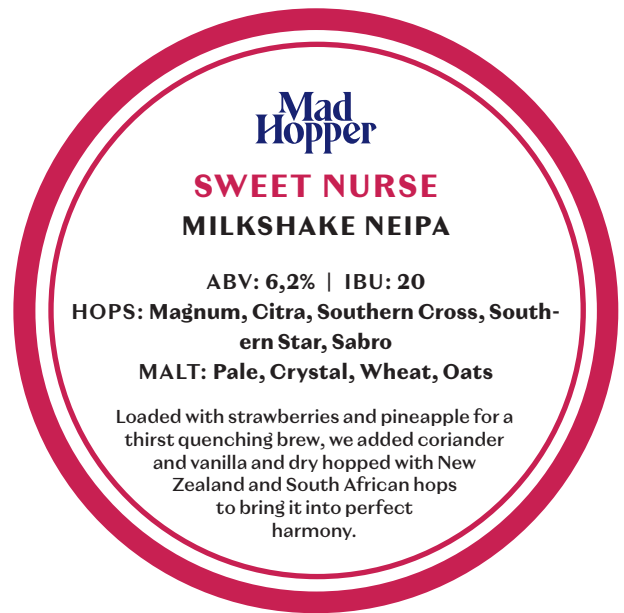 Mad
Hopper
SWEET NURSE
MILKSHAKE NEIPA
ABV: 6,2% | IBU: 20
HOPS: Magnum, Citra, Southern Cross, South-
ern Star, Sabro
MALT: Pale, Crystal, Wheat, Oats
Loaded with strawberries and pineapple for a
thirst quenching brew, we added coriander
and vanilla and dry hopped with New
Zealand and South African hops
to bring it into perfect
harmony.